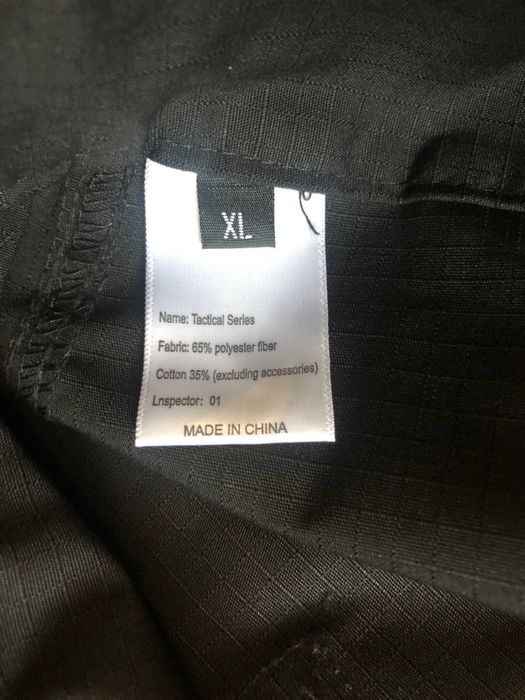 XL
Name: Tactical Series
Fabric: 65% polyester fiber
Cotton 35% (excluding accessories)
Lnspector: 01
MADE IN CHINA